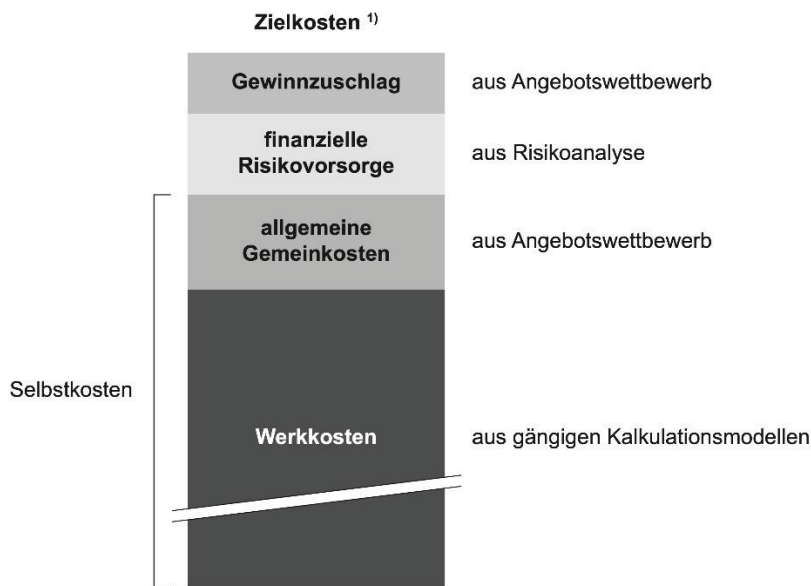 Zielkosten 1)
Gewinnzuschlag
aus Angebotswettbewerb
finanzielle
Risikovorsorge
aus Risikoanalyse
allgemeine
Gemeinkosten
aus Angebotswettbewerb
Selbstkosten
Werkkosten
aus gängigen Kalkulationsmodellen